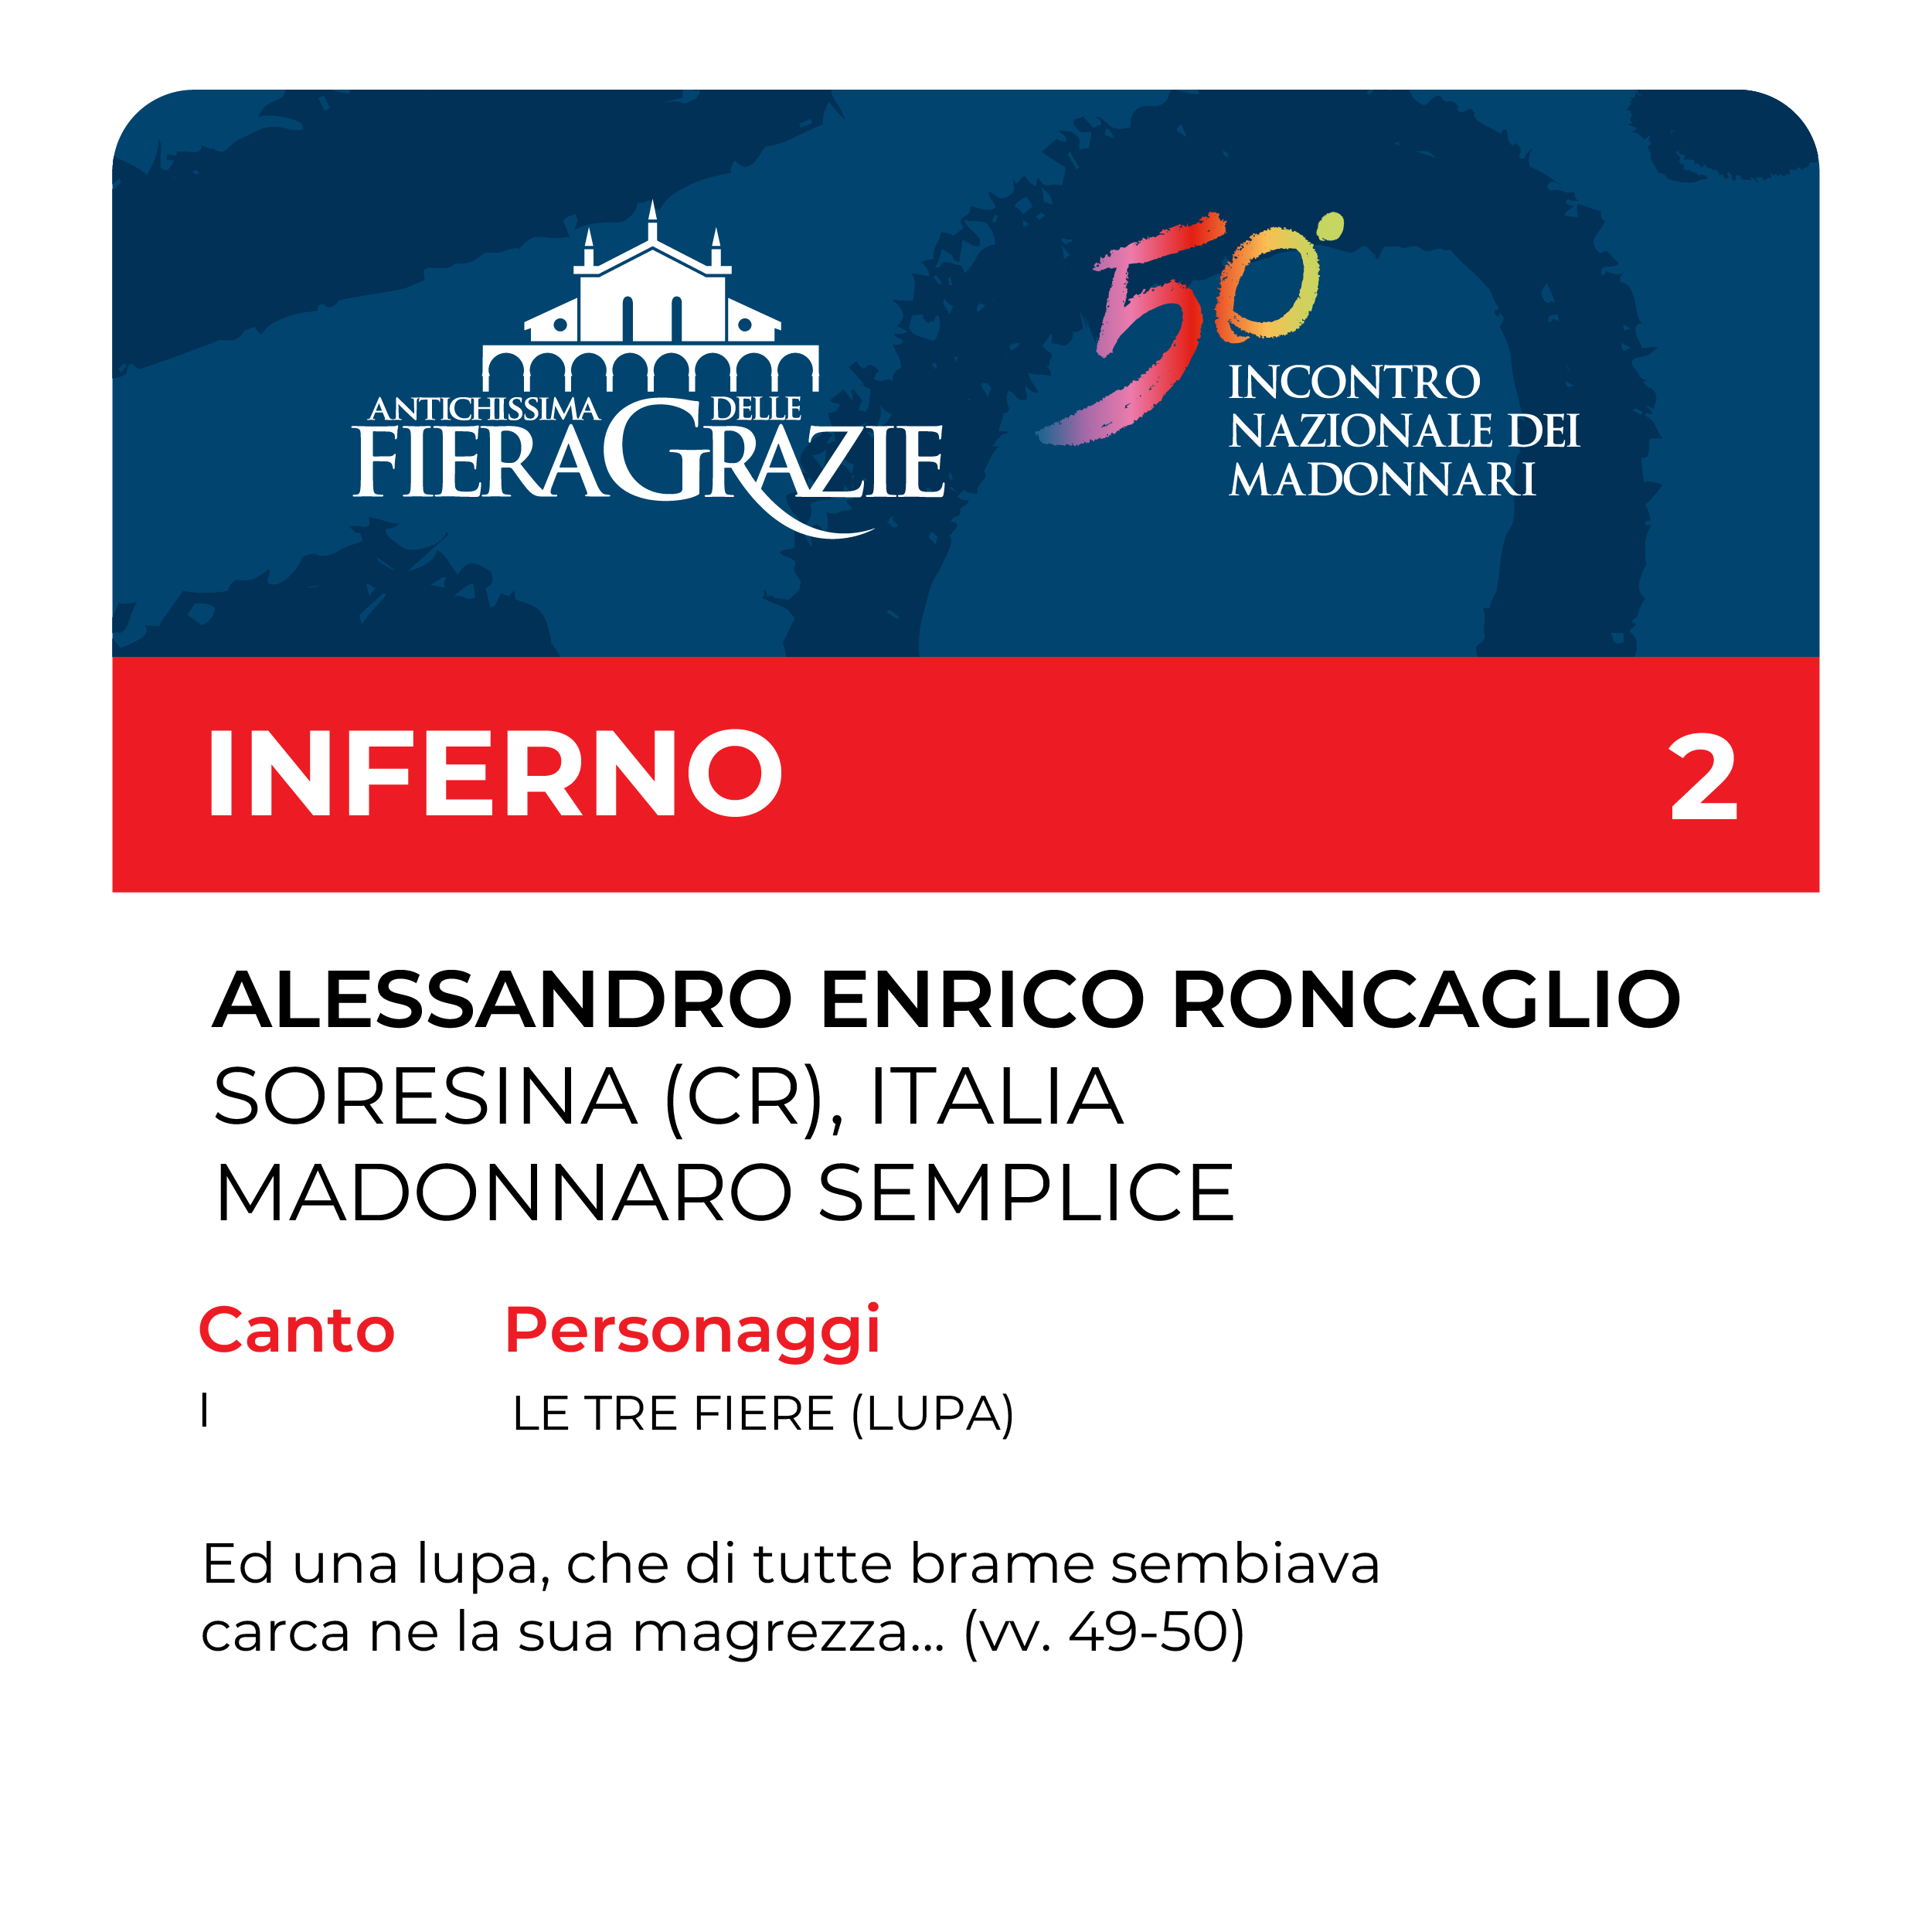 ANTICHISSIMA DELLE
FIERA GRAZIE
50°
INCONTRO
NAZIONALE DEI
MADONNARI
INFERNO 2
ALESSANDRO ENRICO RONCAGLIO
SORESINA (CR), ITALIA
MADONNARO SEMPLICE
Canto Personaggi
I LE TRE FIERE (LUPA)
Ed una lupa, che di tutte brame sembiava
carca ne la sua magrezza... (vv. 49-50)